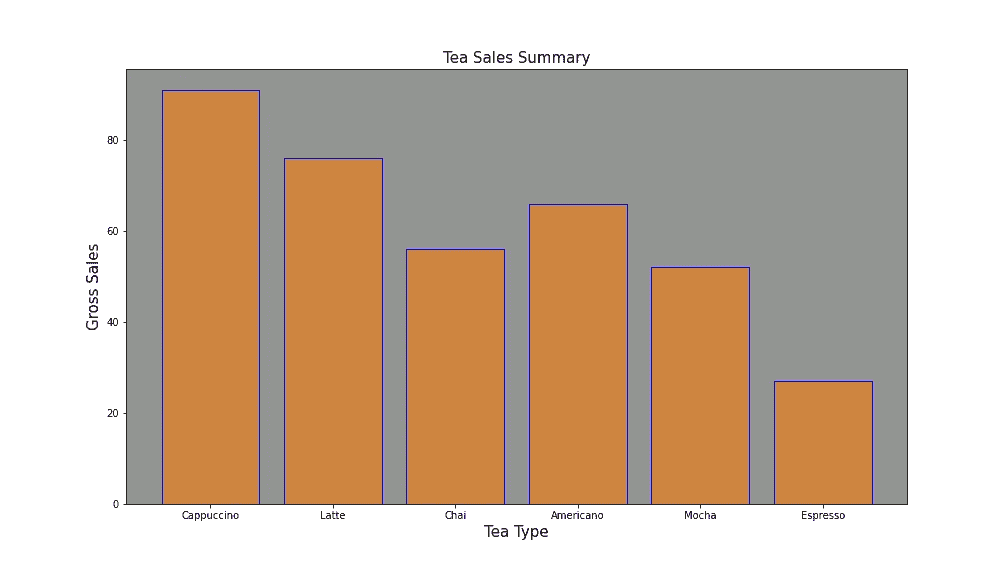 Tea Sales Summary
80
60
40
20
0
Gross Sales
Cappuccino Latte Chai Americano Mocha Espresso
Tea Type